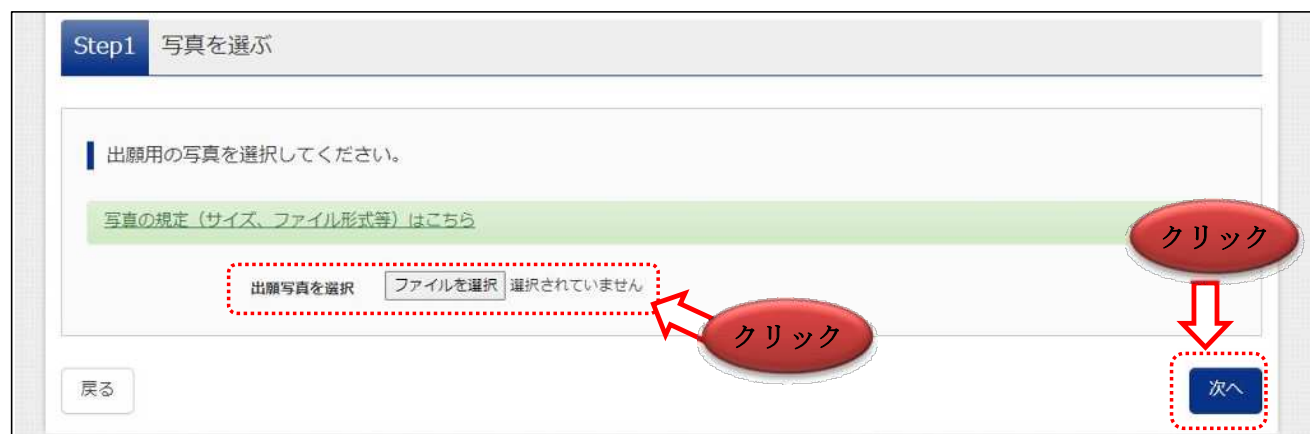 Step1 写真を選ぶ
出願用の写真を選択してください。
写真の規定（サイズ、ファイル形式等）はこちら
クリック
出願写真を選択 ファイルを選択 選択されていません
クリック
戻る
次へ